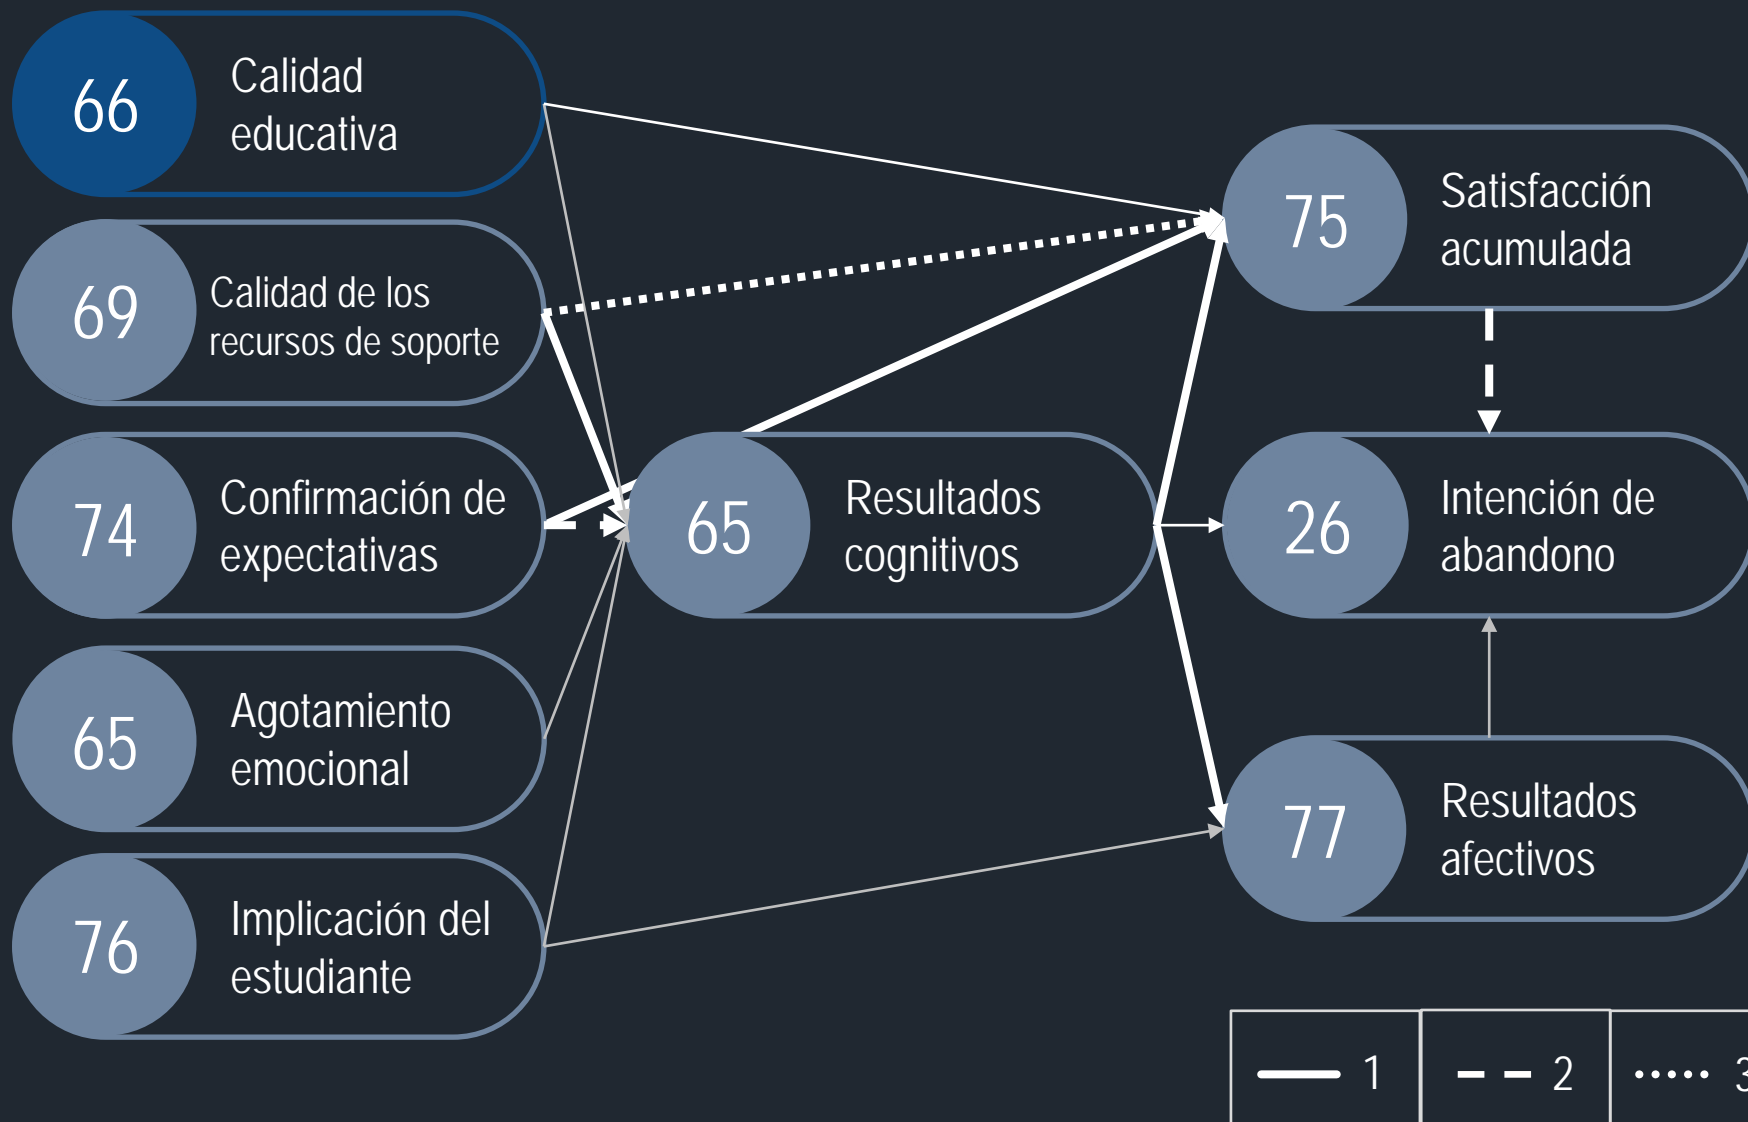 66
Calidad
educativa
69
Calidad de los
recursos de soporte
74
Confirmación de
expectativas
65
Agotamiento
emocional
76
Implicación del
estudiante
65
Resultados
cognitivos
75
Satisfacción
acumulada
26
Intención de
abandono
77
Resultados
afectivos
1
2
3